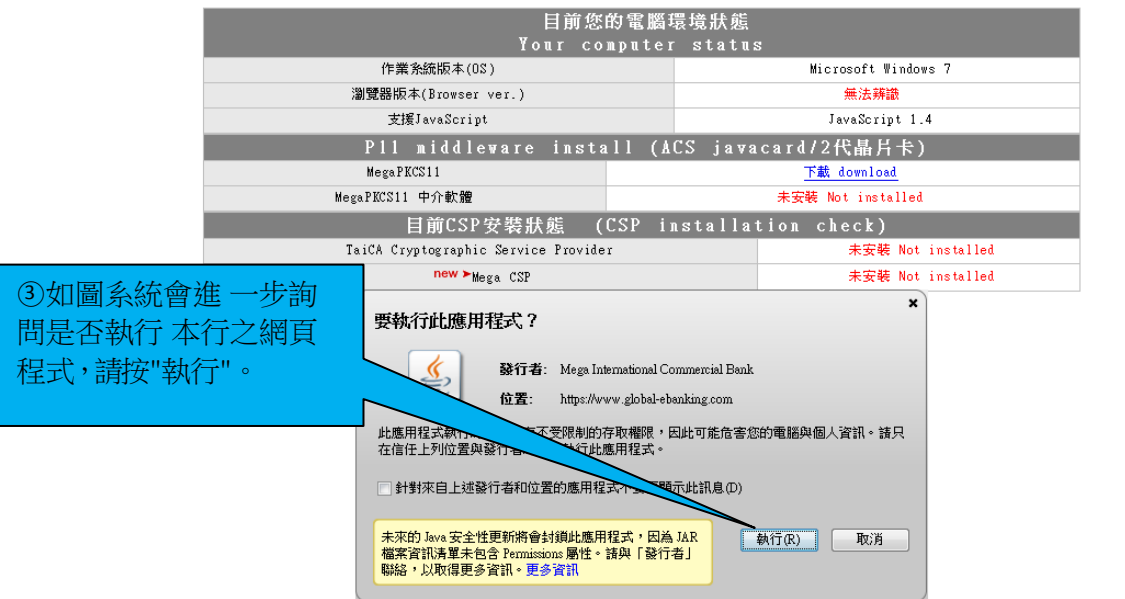 目前您的電腦環境狀態
Your computer status
作業系統版本(OS) Microsoft Windows 7
瀏覽器版本(Browser ver.) 無法辨識
支援JavaScript JavaScript 1.4
P11 middleware install (ACS javacard/2代晶片卡)
MegaPKCS11 下載 download
MegaPKCS11 中介軟體 未安裝 Not installed
目前CSP安裝狀態 (CSP installation check)
TaiCA Cryptographic Service Provider 未安裝 Not installed
new ➤Mega CSP 未安裝 Not installed
③如圖系統會進 一步詢
問是否執行 本行之網頁
程式，請按"執行"。
要執行此應用程式？
發行者: Mega International Commercial Bank
位置: https://www.global-ebanking.com
此應用程式執行 不受限制的存取權限，因此可能危害您的電腦與個人資訊。請只
在信任上列位置與發行者 執行此應用程式。
針對來自上述發行者和位置的應用程式不 顯示此訊息(D)
未來的 Java 安全性更新將會封鎖此應用程式，因為 JAR
檔案資訊清單未包含 Permissions 屬性。請與「發行者」
聯絡，以取得更多資訊。更多資訊
執行(R) 取消